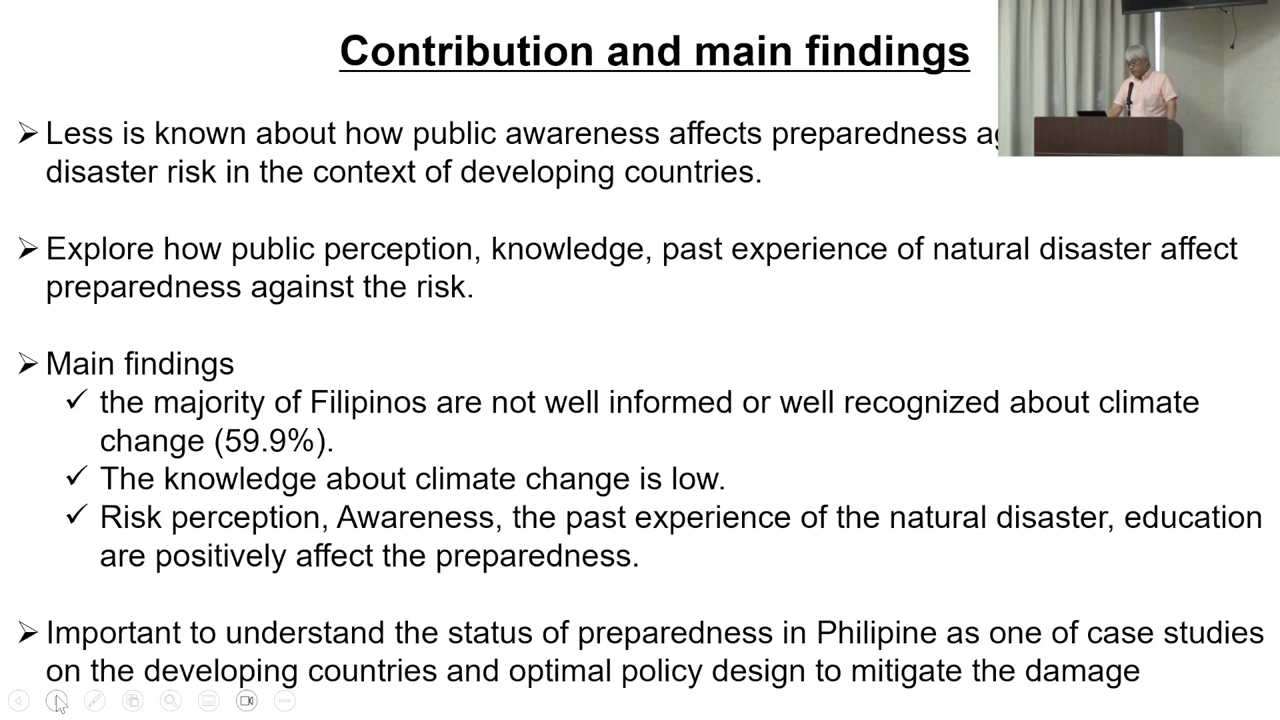 Contribution and main findings
Less is known about how public awareness affects preparedness
disaster risk in the context of developing countries.
Explore how public perception, knowledge, past experience of natural disaster affect
preparedness against the risk.
Main findings
the majority of Filipinos are not well informed or well recognized about climate
change (59.9%).
The knowledge about climate change is low.
Risk perception, Awareness, the past experience of the natural disaster, education
are positively affect the preparedness.
Important to understand the status of preparedness in Philipine as one of case studies
on the developing countries and optimal policy design to mitigate the damage